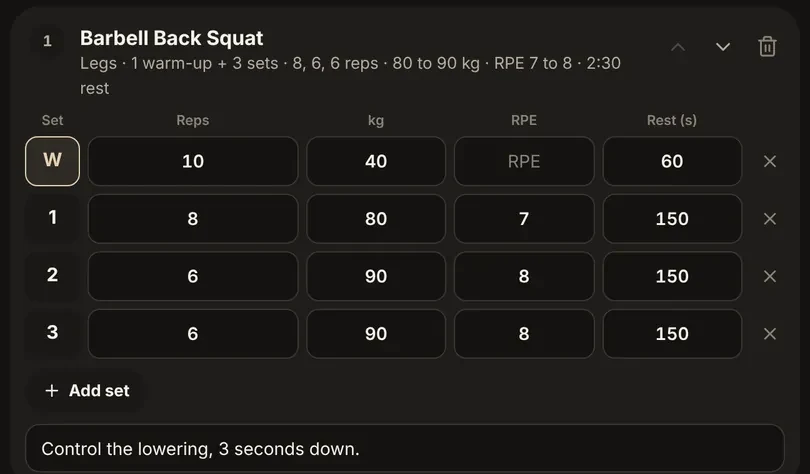 1
Barbell Back Squat
Legs · 1 warm-up + 3 sets · 8, 6, 6 reps · 80 to 90 kg · RPE 7 to 8 · 2:30
rest
Set Reps kg RPE Rest (s)
W 10 40 RPE 60
1 8 80 7 150
2 6 90 8 150
3 6 90 8 150
+ Add set
Control the lowering, 3 seconds down.